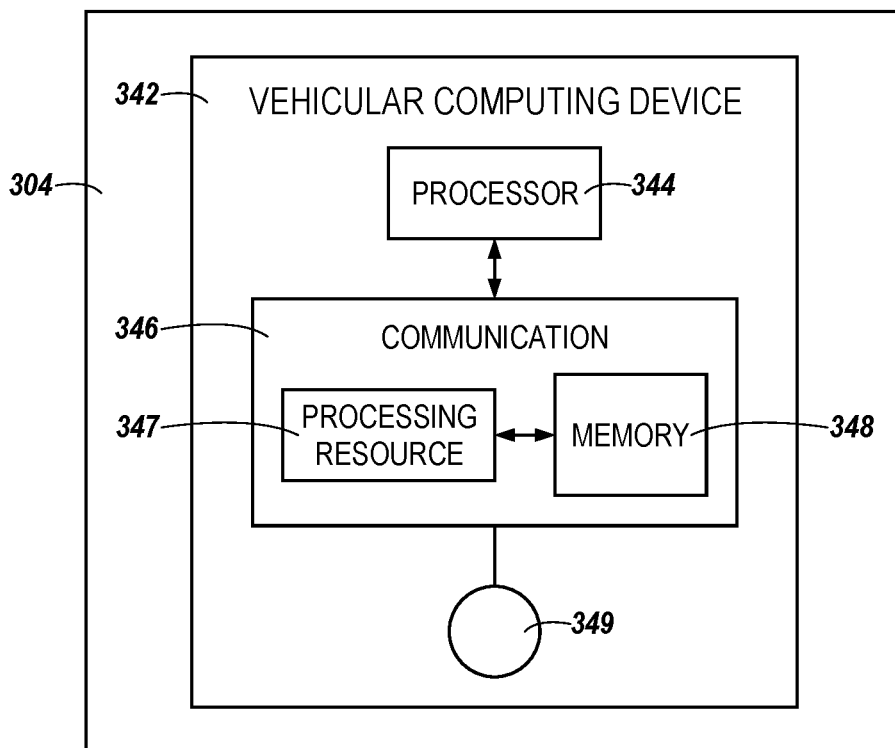 342
VEHICULAR COMPUTING DEVICE
304
PROCESSOR
344
346
COMMUNICATION
347
PROCESSING
RESOURCE
MEMORY
348
349